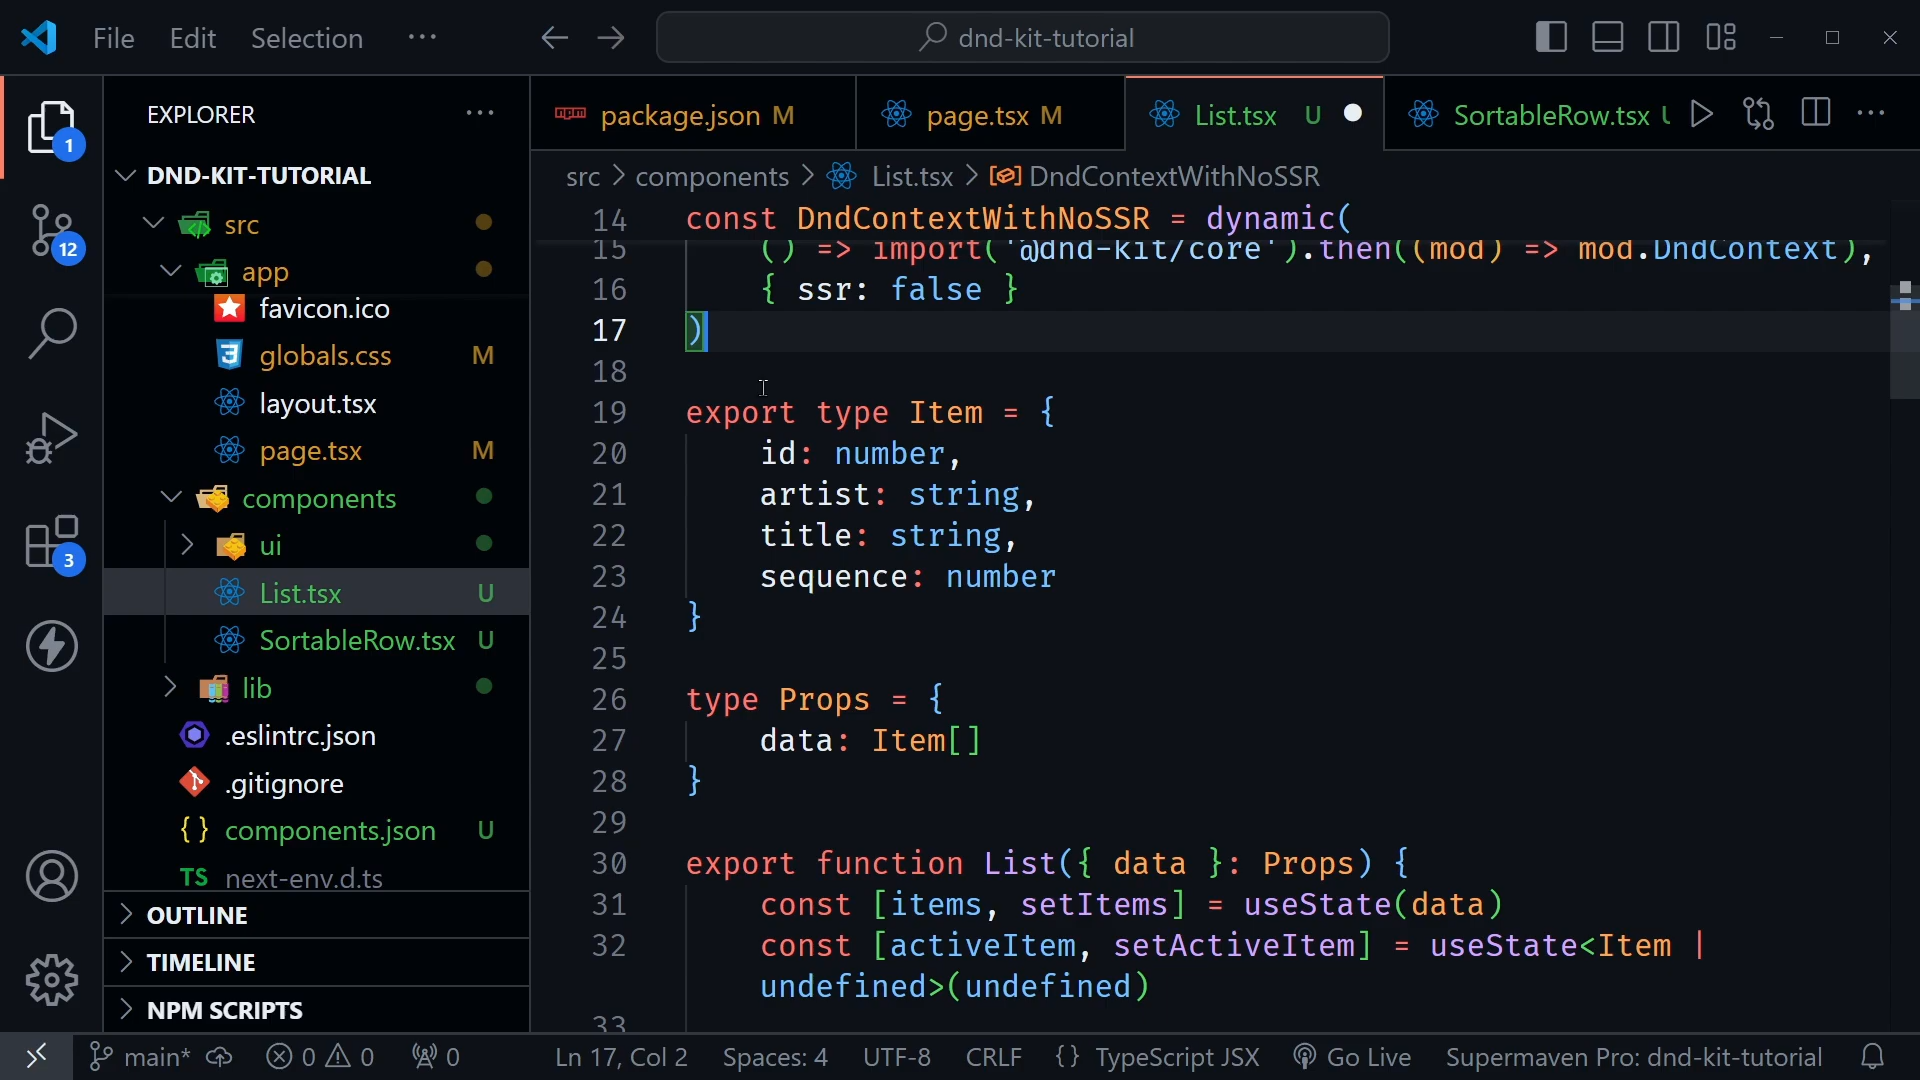 File Edit Selection ···
dnd-kit-tutorial
EXPLORER ···
package.json M
page.tsx M
List.tsx U
SortableRow.tsx U
DND-KIT-TUTORIAL
src > components > List.tsx > DndContextWithNoSSR
src
app
favicon.ico
globals.css M
layout.tsx
page.tsx M
components
ui
List.tsx U
SortableRow.tsx U
lib
.eslintrc.json
.gitignore
components.json U
TS next-env.d.ts
OUTLINE
TIMELINE
NPM SCRIPTS
1
12
3
14 const DndContextWithNoSSR = dynamic(
15 () => import('@dnd-kit/core').then((mod) => mod.DndContext),
16 { ssr: false }
17 )
18
19 export type Item = {
20 id: number,
21 artist: string,
22 title: string,
23 sequence: number
24 }
25
26 type Props = {
27 data: Item[]
28 }
29
30 export function List({ data }: Props) {
31 const [items, setItems] = useState(data)
32 const [activeItem, setActiveItem] = useState<Item |
undefined>(undefined)
33
main* 0 0 0 Ln 17, Col 2 Spaces: 4 UTF-8 CRLF {} TypeScript JSX Go Live Supermaven Pro: dnd-kit-tutorial